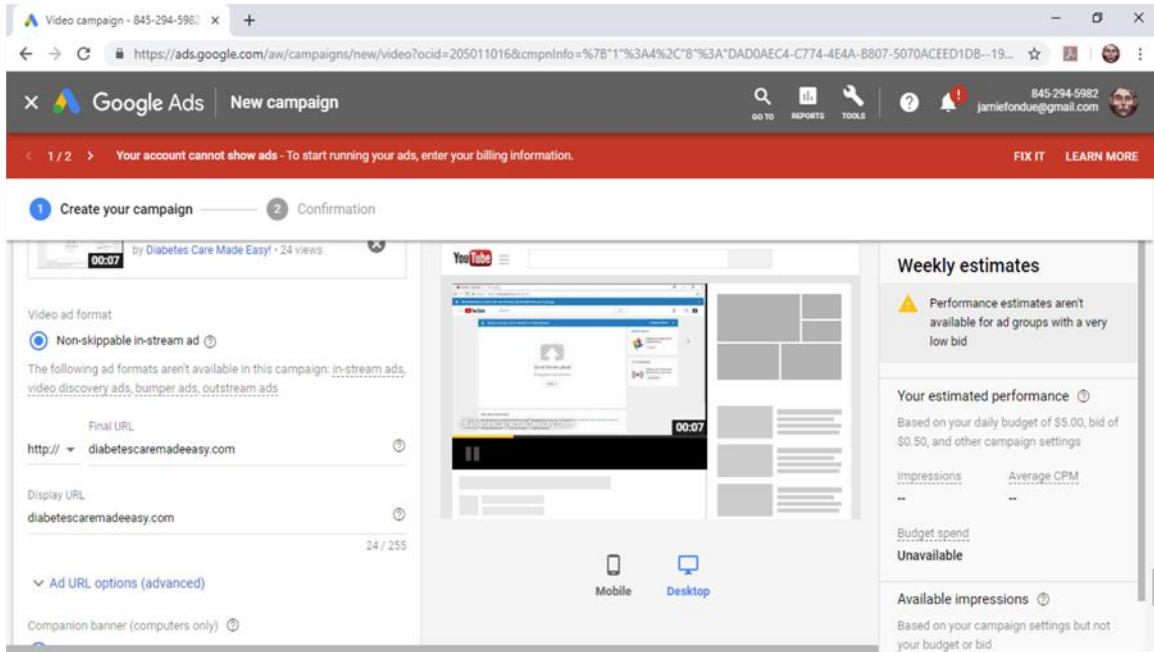 Video campaign - 845-294-5982
https://ads.google.com/aw/campaigns/new/video?ocid=205011016&cmpnInfo=%7B"1"%3A4%2C"8"%3A"DAD0AEC4-C774-4E4A-B807-5070ACEED1DB--19...
Google Ads New campaign
GO TO REPORTS TOOLS
845-294-5982
jamiefondue@gmail.com
1 / 2 Your account cannot show ads - To start running your ads, enter your billing information. FIX IT LEARN MORE
1 Create your campaign 2 Confirmation
by Diabetes Care Made Easy! • 24 views
00:07
Video ad format
Non-skippable in-stream ad
The following ad formats aren't available in this campaign: in-stream ads,
video discovery ads, bumper ads, outstream ads
Final URL
http:// diabetescaremadeeasy.com
Display URL
diabetescaremadeeasy.com
24 / 255
Ad URL options (advanced)
Companion banner (computers only)
YouTube
diabetescaremadeeasy.com
00:07
Mobile Desktop
Weekly estimates
Performance estimates aren't
available for ad groups with a very
low bid
Your estimated performance
Based on your daily budget of $5.00, bid of
$0.50, and other campaign settings
Impressions Average CPM
-- --
Budget spend
Unavailable
Available impressions
Based on your campaign settings but not
your budget or bid